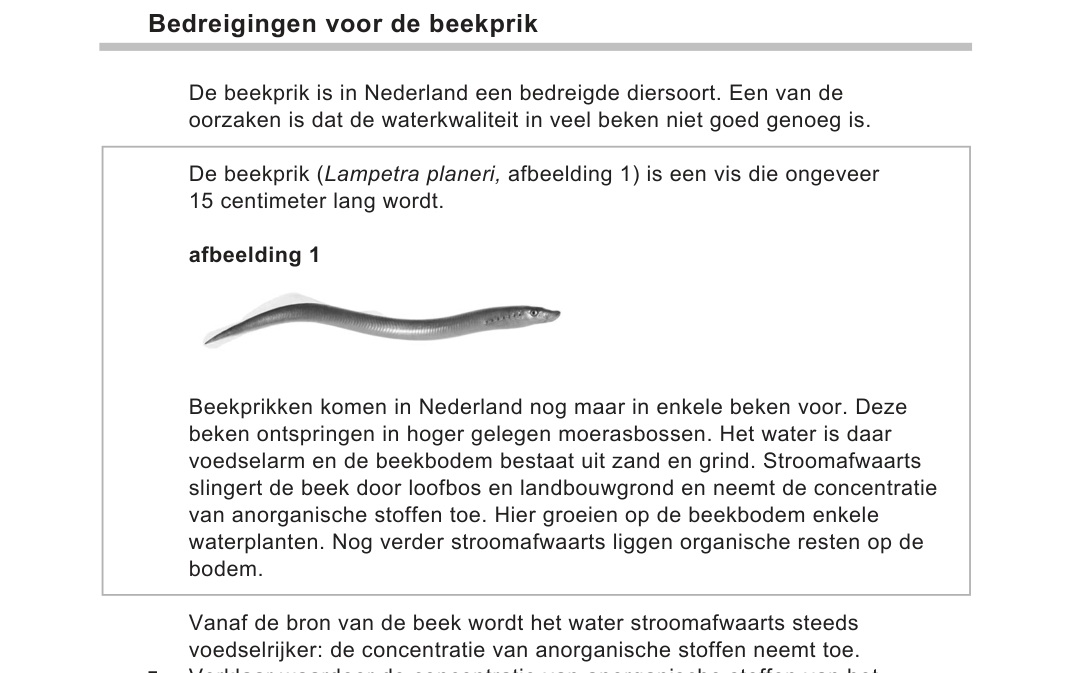 Bedreigingen voor de beekprik
De beekprik is in Nederland een bedreigde diersoort. Een van de
oorzaken is dat de waterkwaliteit in veel beken niet goed genoeg is.
De beekprik (Lampetra planeri, afbeelding 1) is een vis die ongeveer
15 centimeter lang wordt.
afbeelding 1
Beekprikken komen in Nederland nog maar in enkele beken voor. Deze
beken ontspringen in hoger gelegen moerasbossen. Het water is daar
voedselarm en de beekbodem bestaat uit zand en grind. Stroomafwaarts
slingert de beek door loofbos en landbouwgrond en neemt de concentratie
van anorganische stoffen toe. Hier groeien op de beekbodem enkele
waterplanten. Nog verder stroomafwaarts liggen organische resten op de
bodem.
Vanaf de bron van de beek wordt het water stroomafwaarts steeds
voedselrijker: de concentratie van anorganische stoffen neemt toe.